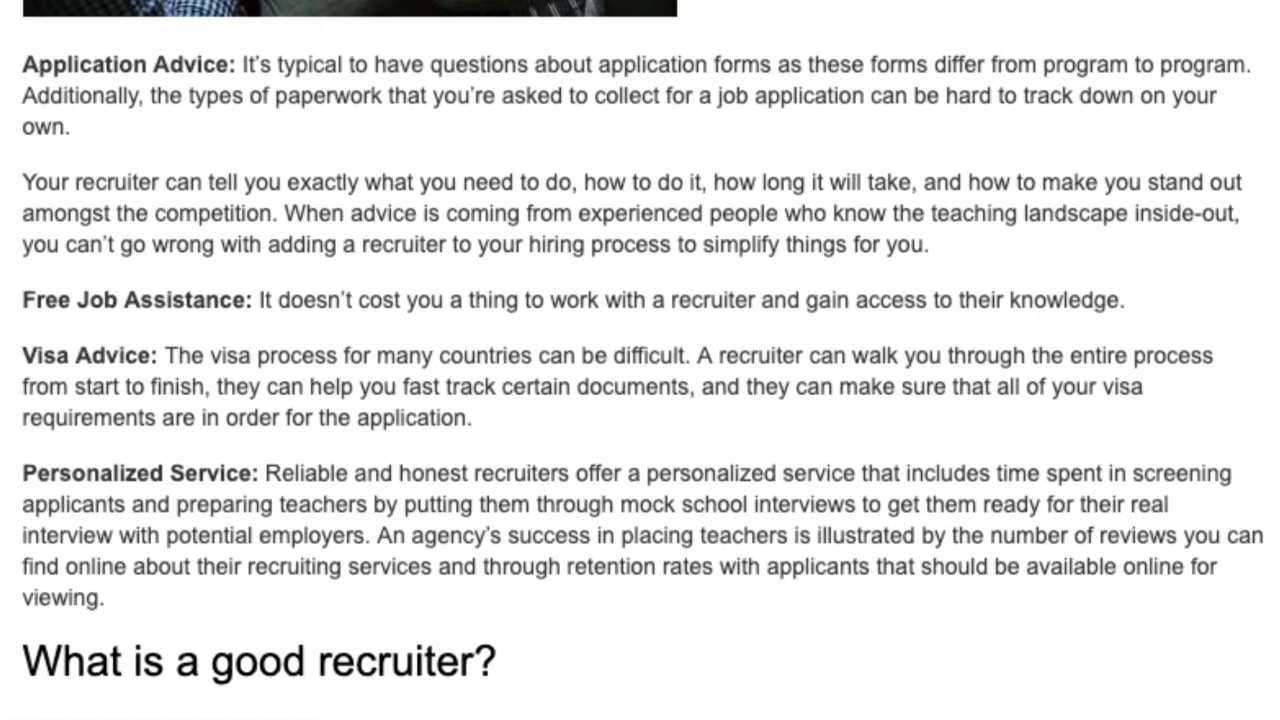 Application Advice: It's typical to have questions about application forms as these forms differ from program to program.
Additionally, the types of paperwork that you're asked to collect for a job application can be hard to track down on your
own.
Your recruiter can tell you exactly what you need to do, how to do it, how long it will take, and how to make you stand out
amongst the competition. When advice is coming from experienced people who know the teaching landscape inside-out,
you can't go wrong with adding a recruiter to your hiring process to simplify things for you.
Free Job Assistance: It doesn't cost you a thing to work with a recruiter and gain access to their knowledge.
Visa Advice: The visa process for many countries can be difficult. A recruiter can walk you through the entire process
from start to finish, they can help you fast track certain documents, and they can make sure that all of your visa
requirements are in order for the application.
Personalized Service: Reliable and honest recruiters offer a personalized service that includes time spent in screening
applicants and preparing teachers by putting them through mock school interviews to get them ready for their real
interview with potential employers. An agency's success in placing teachers is illustrated by the number of reviews you can
find online about their recruiting services and through retention rates with applicants that should be available online for
viewing.
What is a good recruiter?